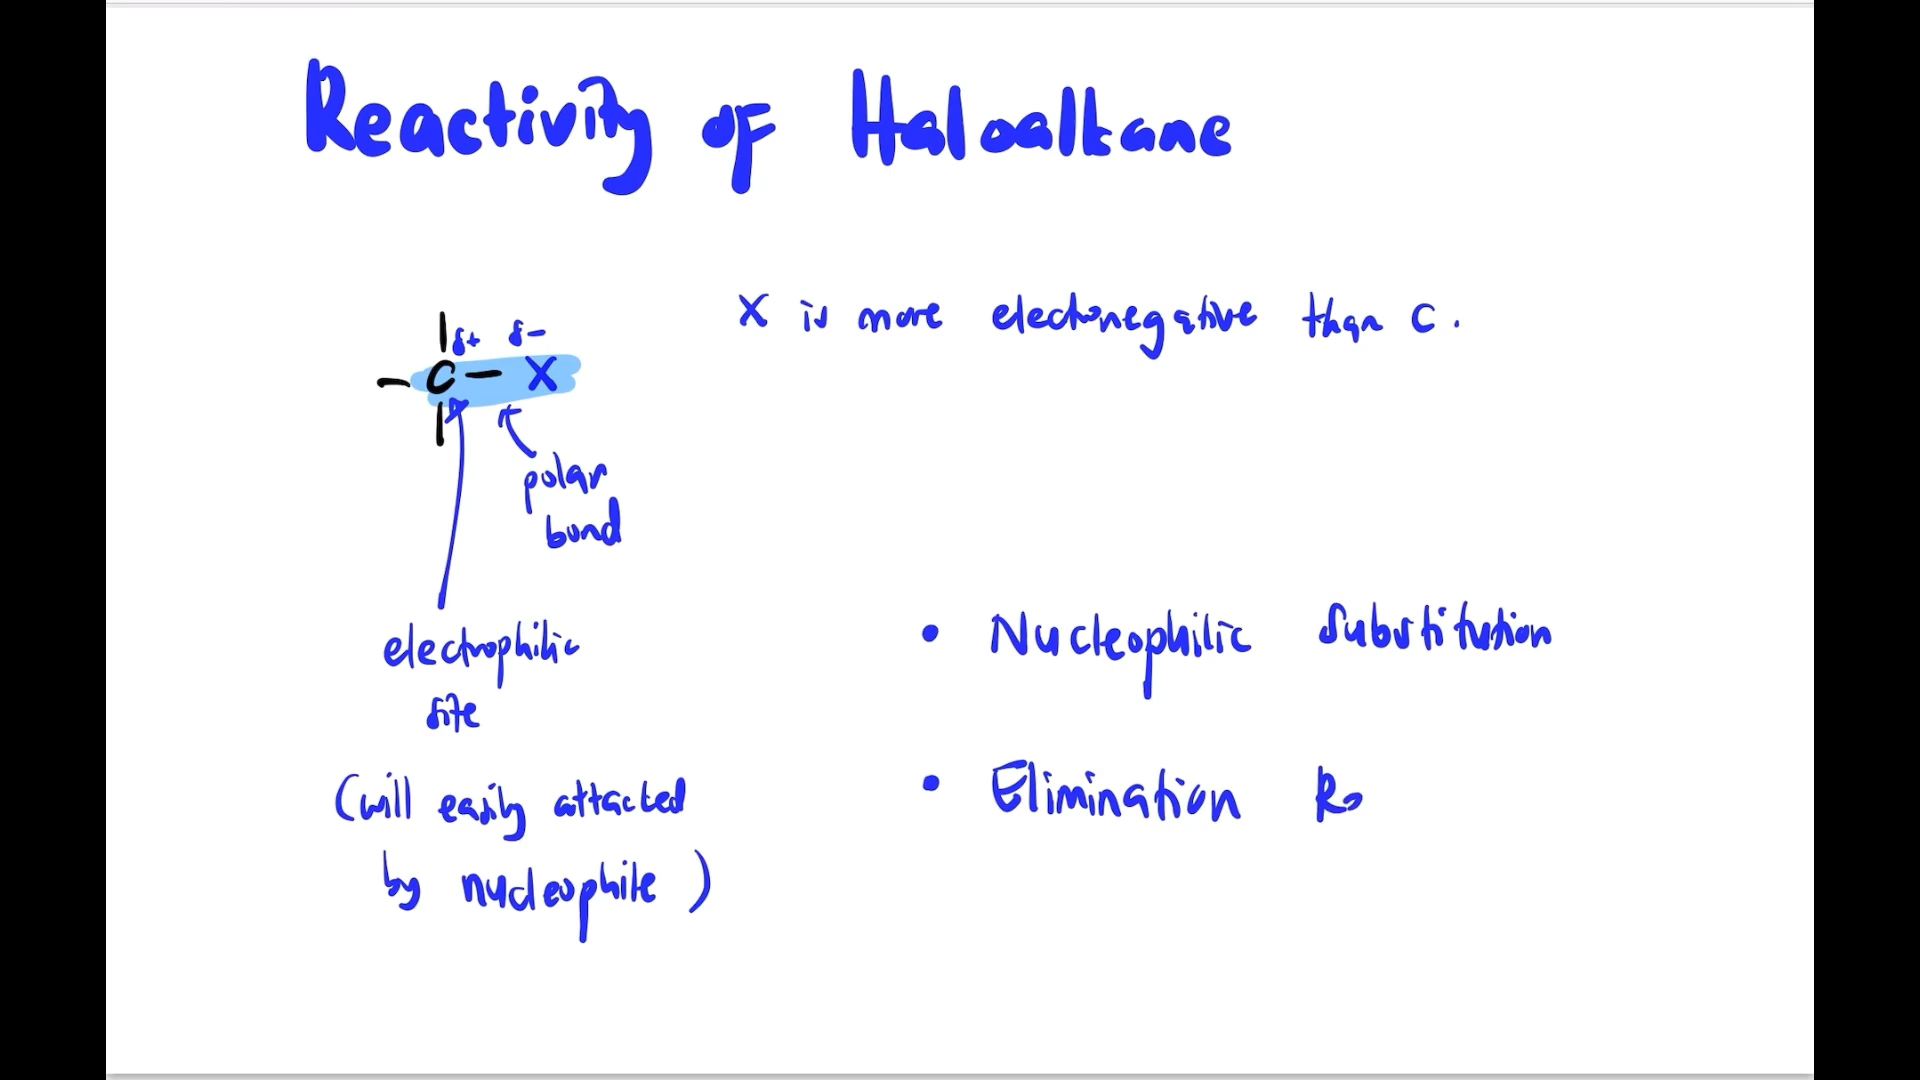 Reactivity of Haloalkane
X is more electronegative than C.
δ+ δ-
C - X
polar
bond
electrophilic
site
(will easily attacked
by nucleophile)
• Nucleophilic Substitution
• Elimination